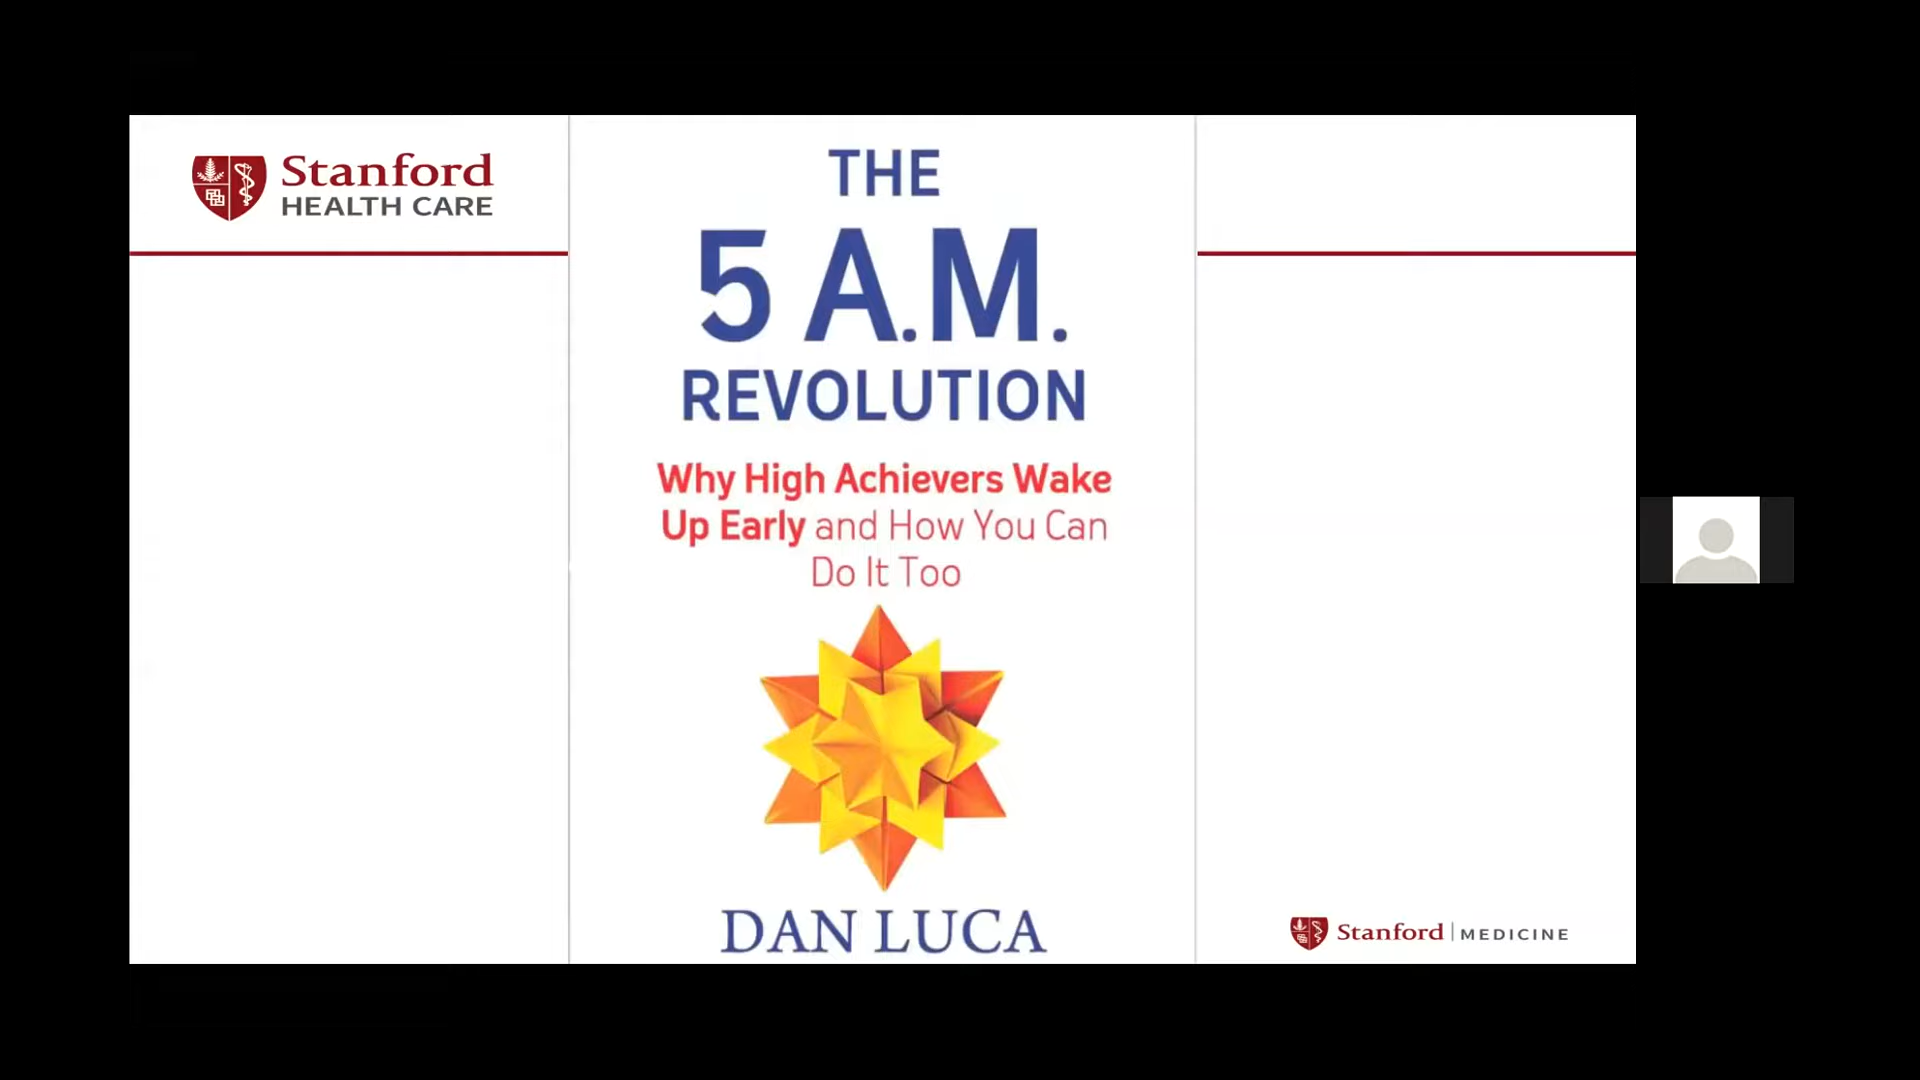 Stanford
HEALTH CARE
THE
5 A.M.
REVOLUTION
Why High Achievers Wake
Up Early and How You Can
Do It Too
DAN LUCA
Stanford | MEDICINE